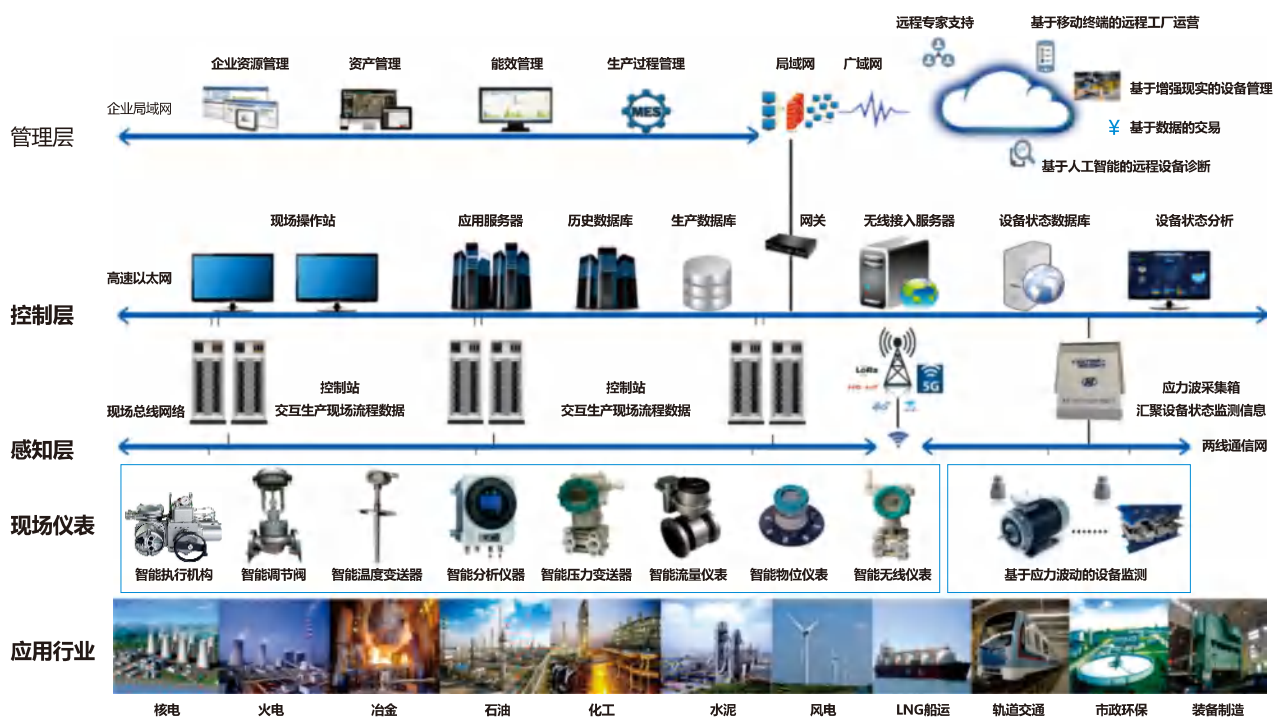 远程专家支持
基于移动终端的远程工厂运营
企业资源管理
资产管理
能效管理
生产过程管理
局域网
广域网
企业局域网
MES
基于增强现实的设备管理
管理层
¥ 基于数据的交易
基于人工智能的远程设备诊断
现场操作站
应用服务器
历史数据库
生产数据库
网关
无线接入服务器
设备状态数据库
设备状态分析
高速以太网
控制层
LoRa
5G
4G
控制站
交互生产现场流程数据
控制站
交互生产现场流程数据
应力波采集箱
汇聚设备状态监测信息
现场总线网络
感知层
两线通信网
现场仪表
智能执行机构
智能调节阀
智能温度变送器
智能分析仪器
智能压力变送器
智能流量仪表
智能物位仪表
智能无线仪表
基于应力波动的设备监测
应用行业
核电
火电
冶金
石油
化工
水泥
风电
LNG船运
轨道交通
市政环保
装备制造